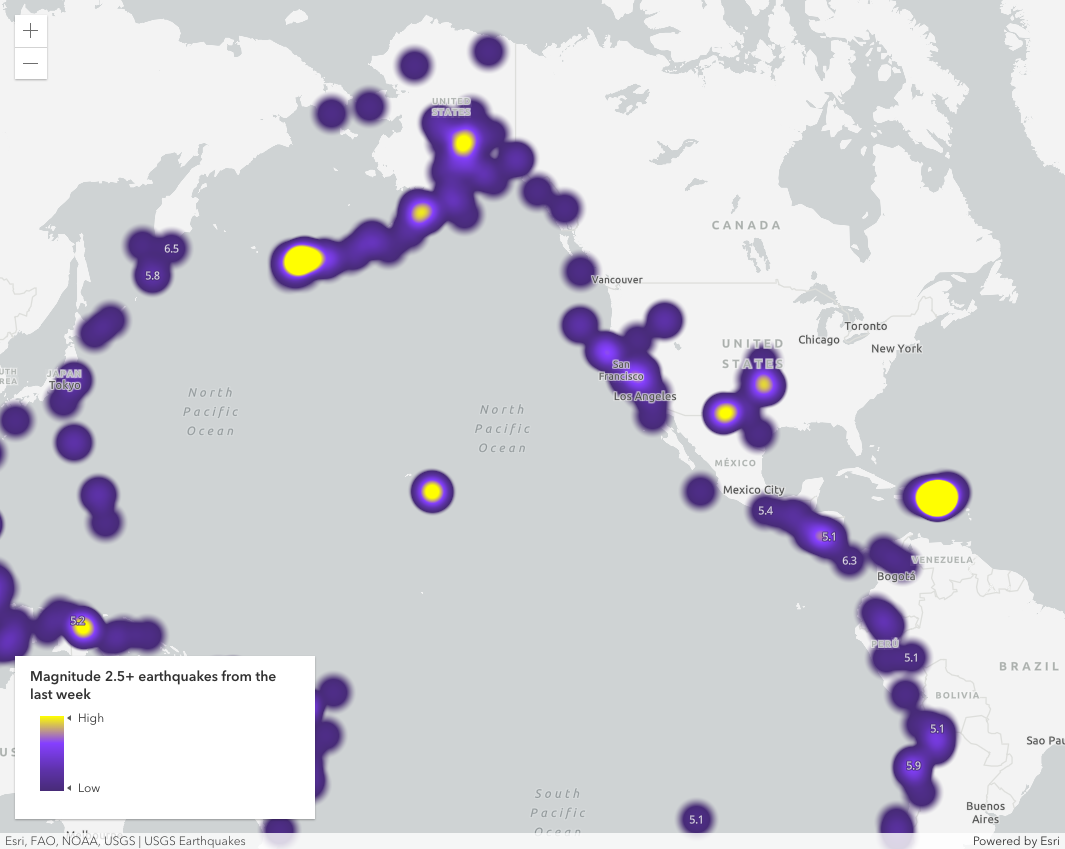 +
−
UNITED
STATES
CANADA
6.5
5.8
Vancouver
Toronto
Chicago
New York
UNITED
STATES
San
Francisco
Los Angeles
JAPAN
Tokyo
North
Pacific
Ocean
North
Pacific
Ocean
MÉXICO
Mexico City
5.4
5.1
6.3
VENEZUELA
Bogotá
5.2
PERÚ
5.1
BRAZIL
BOLIVIA
5.1
Sao Pau
5.9
Buenos
Aires
South
Pacific
Ocean
5.1
Magnitude 2.5+ earthquakes from the
last week
High
Low
Esri, FAO, NOAA, USGS | USGS Earthquakes
Powered by Esri